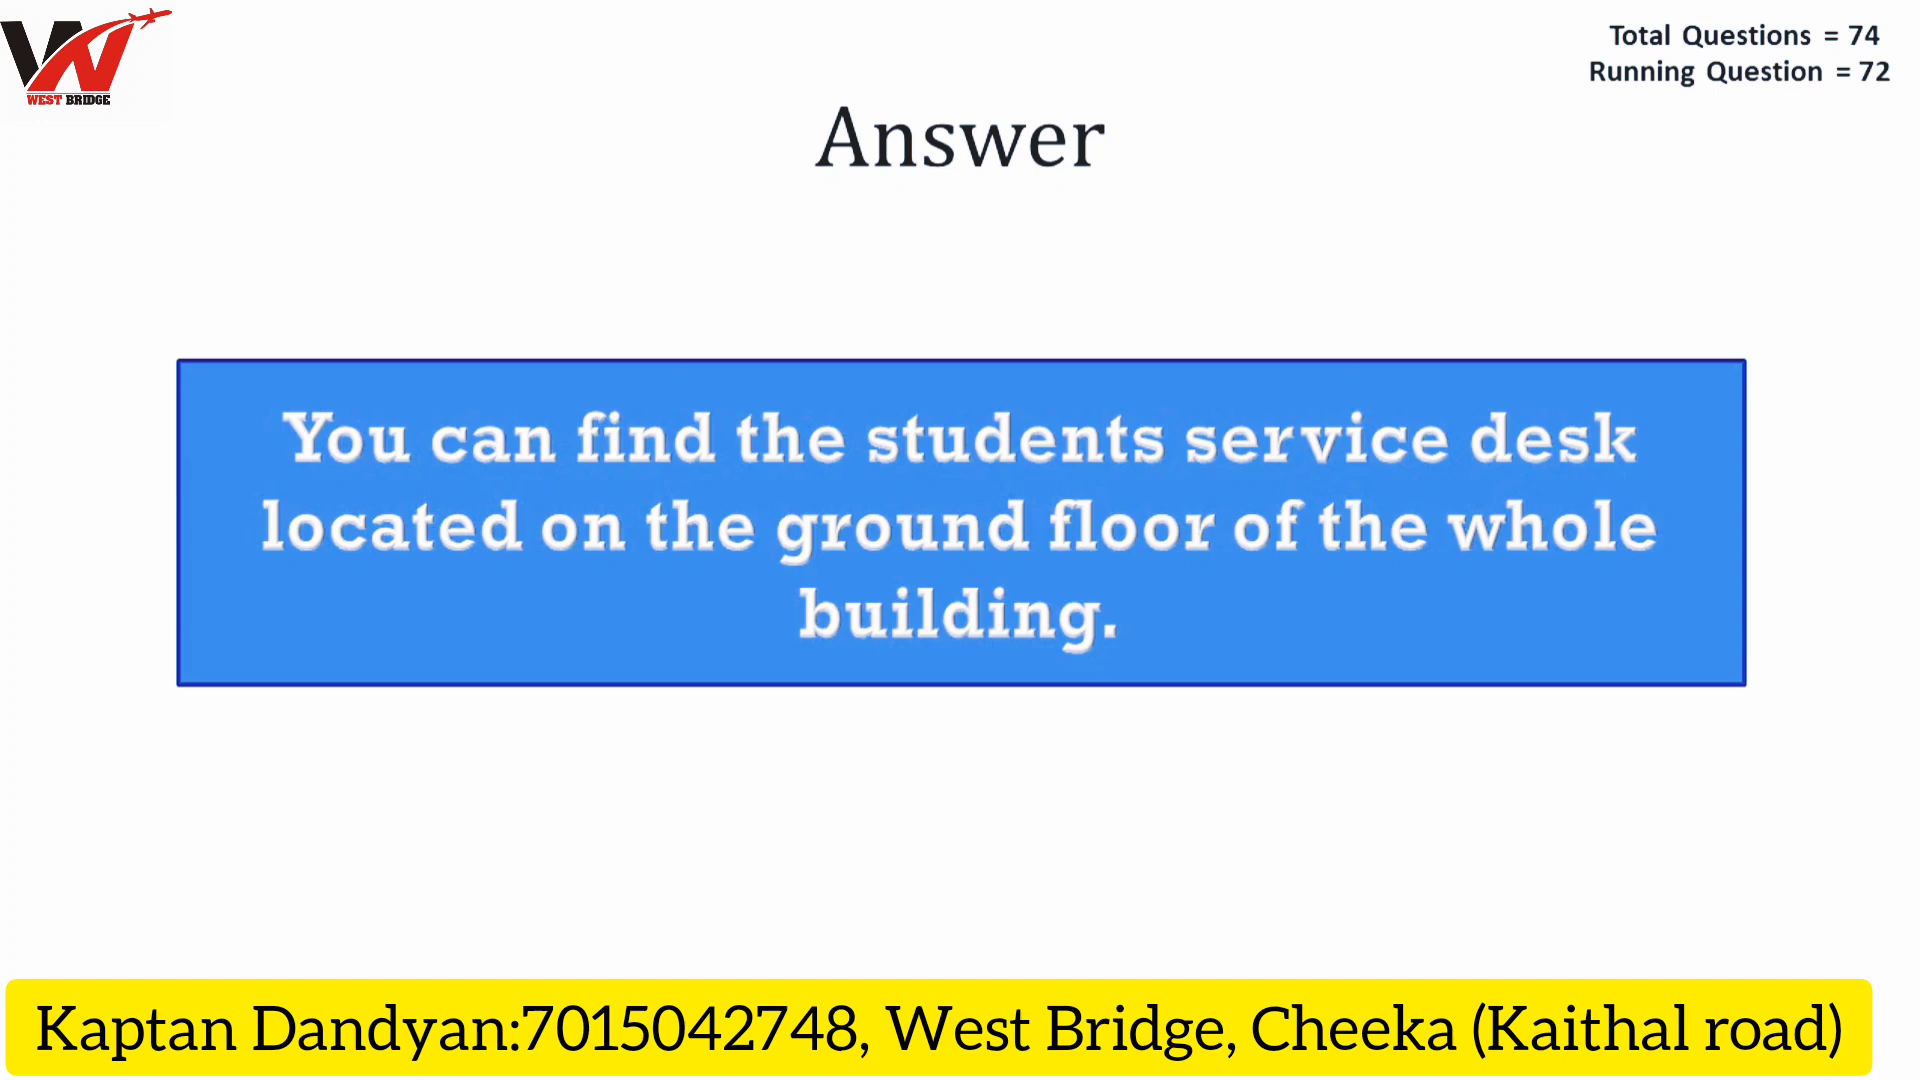 WEST BRIDGE
Total Questions = 74
Running Question = 72
Answer
You can find the students service desk
located on the ground floor of the whole
building.
Kaptan Dandyan:7015042748, West Bridge, Cheeka (Kaithal road)